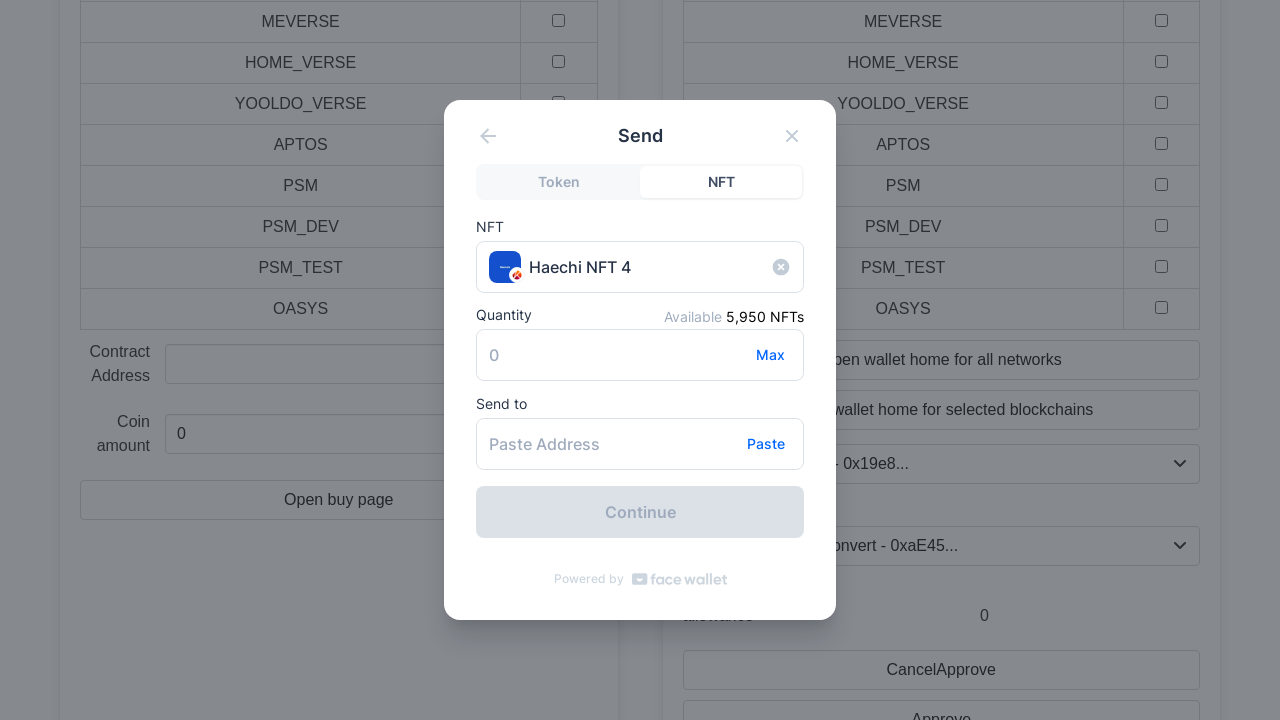 MEVERSE
MEVERSE
HOME_VERSE
HOME_VERSE
YOOLDO_VERSE
YOOLDO_VERSE
APTOS
APTOS
PSM
PSM
PSM_DEV
PSM_DEV
PSM_TEST
PSM_TEST
OASYS
OASYS
Contract
Address
Coin
amount
0
Open buy page
Send
Token
NFT
NFT
Haechi NFT 4
Quantity
Available 5,950 NFTs
0
Max
Send to
Paste Address
Paste
Continue
Powered by face wallet
wallet home for all networks
wallet home for selected blockchains
- 0x19e8...
- 0xaE45...
0
CancelApprove
Approve